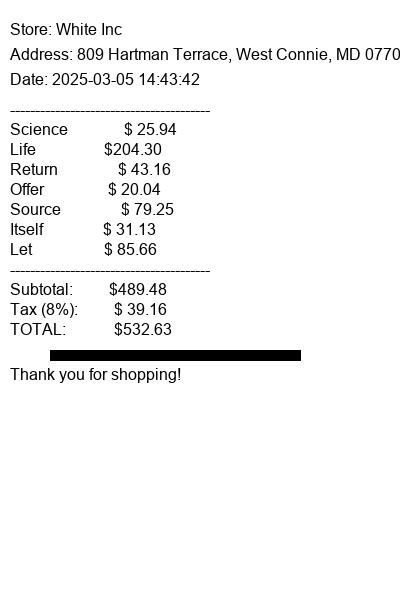 Store: White Inc
Address: 809 Hartman Terrace, West Connie, MD 0770
Date: 2025-03-05 14:43:42
----------------------------------------
Science $ 25.94
Life $204.30
Return $ 43.16
Offer $ 20.04
Source $ 79.25
Itself $ 31.13
Let $ 85.66
----------------------------------------
Subtotal: $489.48
Tax (8%): $ 39.16
TOTAL: $532.63
Thank you for shopping!